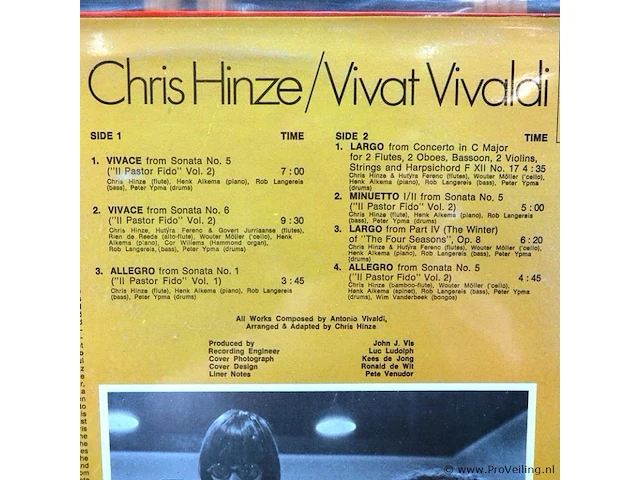 Chris Hinze/Vivat Vivaldi
SIDE 1 TIME
1. VIVACE from Sonata No. 5
("Il Pastor Fido" Vol. 2) 7:00
Chris Hinze (flute), Henk Alkema (piano), Rob Langereis
(bass), Peter Ypma (drums)
2. VIVACE from Sonata No. 6
("Il Pastor Fido" Vol. 2) 9:30
Chris Hinze, Hutÿra Ferenc & Govert Jurriaanse (flutes),
Rien de Reede (alto-flute), Wouter Möller ('cello), Henk
Alkema (piano), Cor Willems (Hammond organ),
Rob Langereis, (bass), Peter Ypma (drums)
3. ALLEGRO from Sonata No. 1
("Il Pastor Fido" Vol. 1) 3:45
Chris Hinze (flute), Henk Alkema (piano), Rob Langereis
(bass), Peter Ypma (drums)
SIDE 2 TIME
1. LARGO from Concerto in C Major
for 2 Flutes, 2 Oboes, Bassoon, 2 Violins,
Strings and Harpsichord F XII No. 17 4:35
Chris Hinze & Hutÿra Ferenc (flutes), Wouter Möller ('cello),
Henk Alkema (piano), Rob Langereis (bass), Peter Ypma
(drums)
2. MINUETTO I/II from Sonata No. 5
("Il Pastor Fido" Vol. 2) 5:00
Chris Hinze (flute), Henk Alkema (piano), Rob Langereis
(bass), Peter Ypma (drums)
3. LARGO from Part IV (The Winter)
of "The Four Seasons", Op. 8 6:20
Chris Hinze & Hutÿra Ferenc (flutes), Wouter Möller ('cello),
Henk Alkema (piano), Rob Langereis (bass), Peter Ypma
(drums)
4. ALLEGRO from Sonata No. 5
("Il Pastor Fido" Vol. 2) 4:45
Chris Hinze (bamboo-flute), Wouter Möller ('cello),
Henk Alkema (spinet), Rob Langereis (bass), Peter Ypma
(drums), Wim Vanderbeek (bongos)
All Works Composed by Antonio Vivaldi,
Arranged & Adapted by Chris Hinze
Produced by John J. Vis
Recording Engineer Luc Ludolph
Cover Photograph Kees de Jong
Cover Design Ronald de Wit
Liner Notes Pete Venudor
© www.ProVeiling.nl